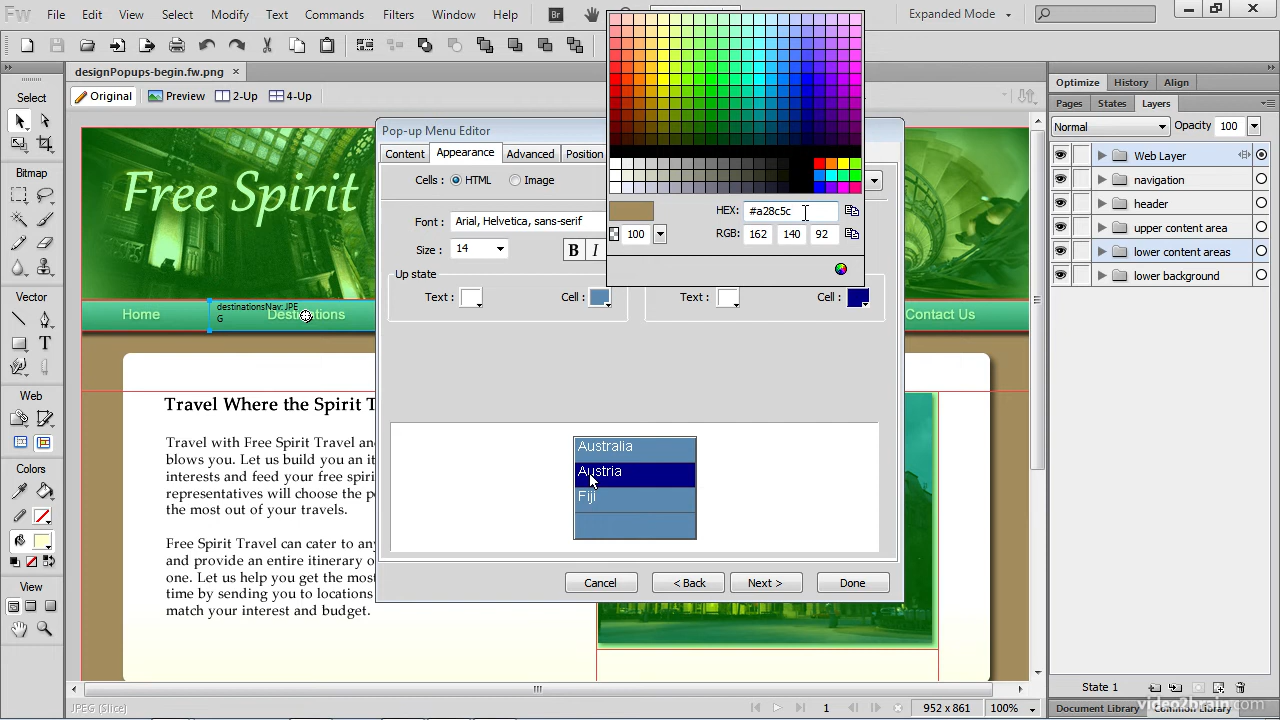 Fw File Edit View Select Modify Text Commands Filters Window Help Br Expanded Mode
designPopups-begin.fw.png
Original Preview 2-Up 4-Up
Select
Bitmap
Vector
Web
Colors
View
Free Spirit
Home
destinationsNav: JPE
G
Destinations
Contact Us
Travel Where the Spirit T
Travel with Free Spirit Travel and
blows you. Let us build you an it
interests and feed your free spiri
representatives will choose the p
the most out of your travels.
Free Spirit Travel can cater to any
and provide an entire itinerary o
one. Let us help you get the most
time by sending you to locations
match your interest and budget.
Pop-up Menu Editor
Content Appearance Advanced Position
Cells: HTML Image
Font: Arial, Helvetica, sans-serif
Size: 14 B I
Up state
Text: Cell: Text: Cell:
HEX: #a28c5c
100 RGB: 162 140 92
Australia
Austria
Fiji
Cancel < Back Next > Done
Optimize History Align
Pages States Layers
Normal Opacity 100
Web Layer
navigation
header
upper content area
lower content areas
lower background
State 1
Document Library Common Library
video2brain.com
JPEG (Slice) 1 952 x 861 100%